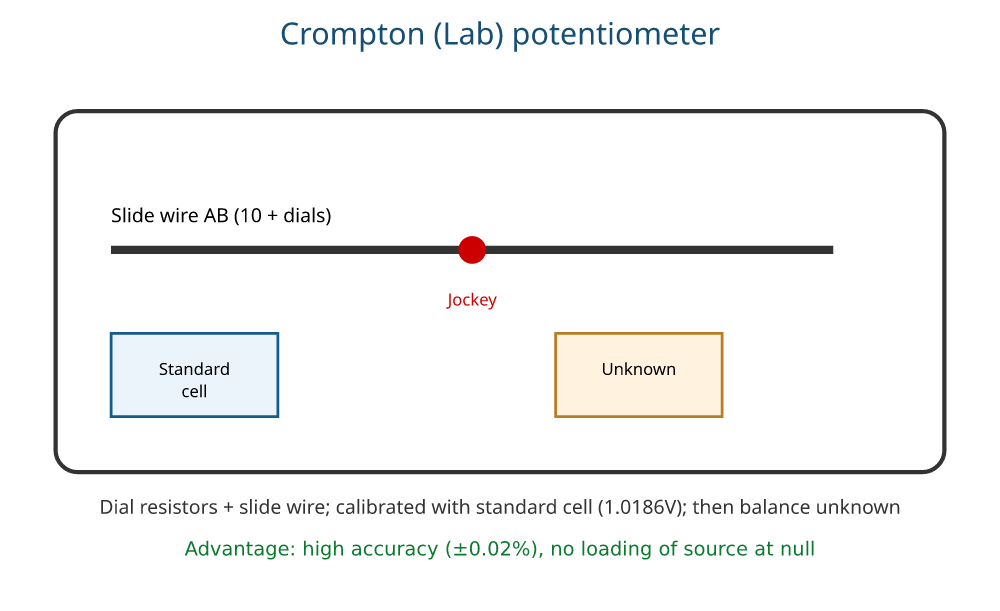 Crompton (Lab) potentiometer
Slide wire AB (10 + dials)
Jockey
Standard
cell
Unknown
Dial resistors + slide wire; calibrated with standard cell (1.0186V); then balance unknown
Advantage: high accuracy (±0.02%), no loading of source at null